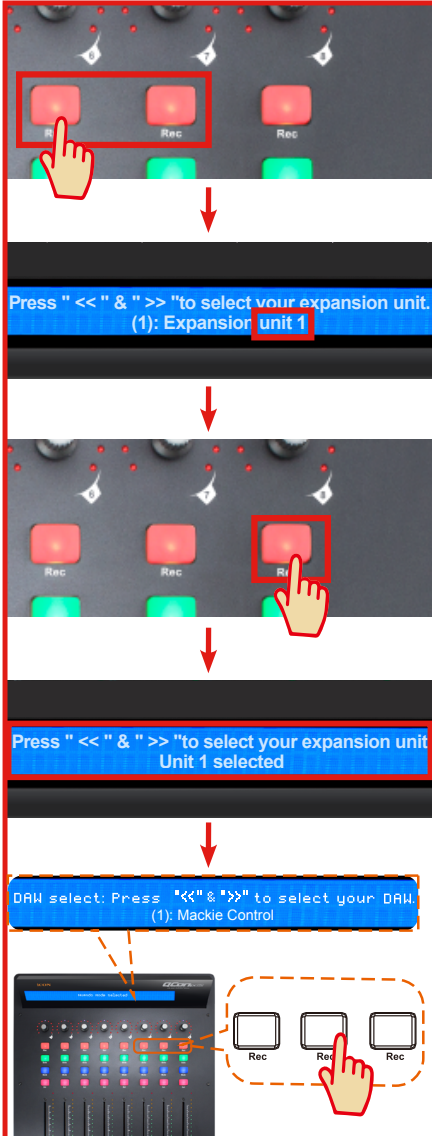 6 7 8
Rec Rec Rec
Press " << " & " >> "to select your expansion unit.
(1): Expansion unit 1
6 7 8
Rec Rec Rec
Press " << " & " >> "to select your expansion unit
Unit 1 selected
DAW select: Press "<<" & ">>" to select your DAW.
(1): Mackie Control
iCON QCon
Rec Rec Rec